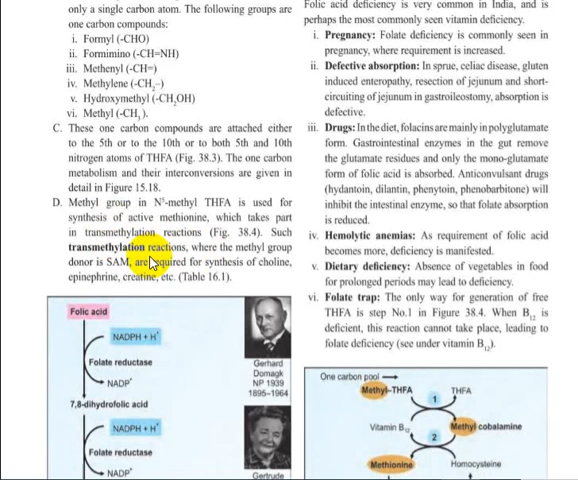 only a single carbon atom. The following groups are
one carbon compounds:
i. Formyl (-CHO)
ii. Formimino (-CH=NH)
iii. Methenyl (-CH=)
iv. Methylene (-CH₂-)
v. Hydroxymethyl (-CH₂OH)
vi. Methyl (-CH₃).
C. These one carbon compounds are attached either
to the 5th or to the 10th or to both 5th and 10th
nitrogen atoms of THFA (Fig. 38.3). The one carbon
metabolism and their interconversions are given in
detail in Figure 15.18.
D. Methyl group in N⁵-methyl THFA is used for
synthesis of active methionine, which takes part
in transmethylation reactions (Fig. 38.4). Such
transmethylation reactions, where the methyl group
donor is SAM, are required for synthesis of choline,
epinephrine, creatine, etc. (Table 16.1).
Folic acid
NADPH + H⁺
Folate reductase
NADP⁺
7,8-dihydrofolic acid
NADPH + H⁺
Folate reductase
NADP⁺
Gerhard
Domagk
NP 1939
1895-1964
Gertrude
Folic acid deficiency is very common in India, and is
perhaps the most commonly seen vitamin deficiency.
i. Pregnancy: Folate deficiency is commonly seen in
pregnancy, where requirement is increased.
ii. Defective absorption: In sprue, celiac disease, gluten
induced enteropathy, resection of jejunum and short-
circuiting of jejunum in gastroileostomy, absorption is
defective.
iii. Drugs: In the diet, folacins are mainly in polyglutamate
form. Gastrointestinal enzymes in the gut remove
the glutamate residues and only the mono-glutamate
form of folic acid is absorbed. Anticonvulsant drugs
(hydantoin, dilantin, phenytoin, phenobarbitone) will
inhibit the intestinal enzyme, so that folate absorption
is reduced.
iv. Hemolytic anemias: As requirement of folic acid
becomes more, deficiency is manifested.
v. Dietary deficiency: Absence of vegetables in food
for prolonged periods may lead to deficiency.
vi. Folate trap: The only way for generation of free
THFA is step No.1 in Figure 38.4. When B₁₂ is
deficient, this reaction cannot take place, leading to
folate deficiency (see under vitamin B₁₂).
One carbon pool
Methyl-THFA
THFA
1
Vitamin B₁₂
Methyl cobalamine
2
Methionine
Homocysteine